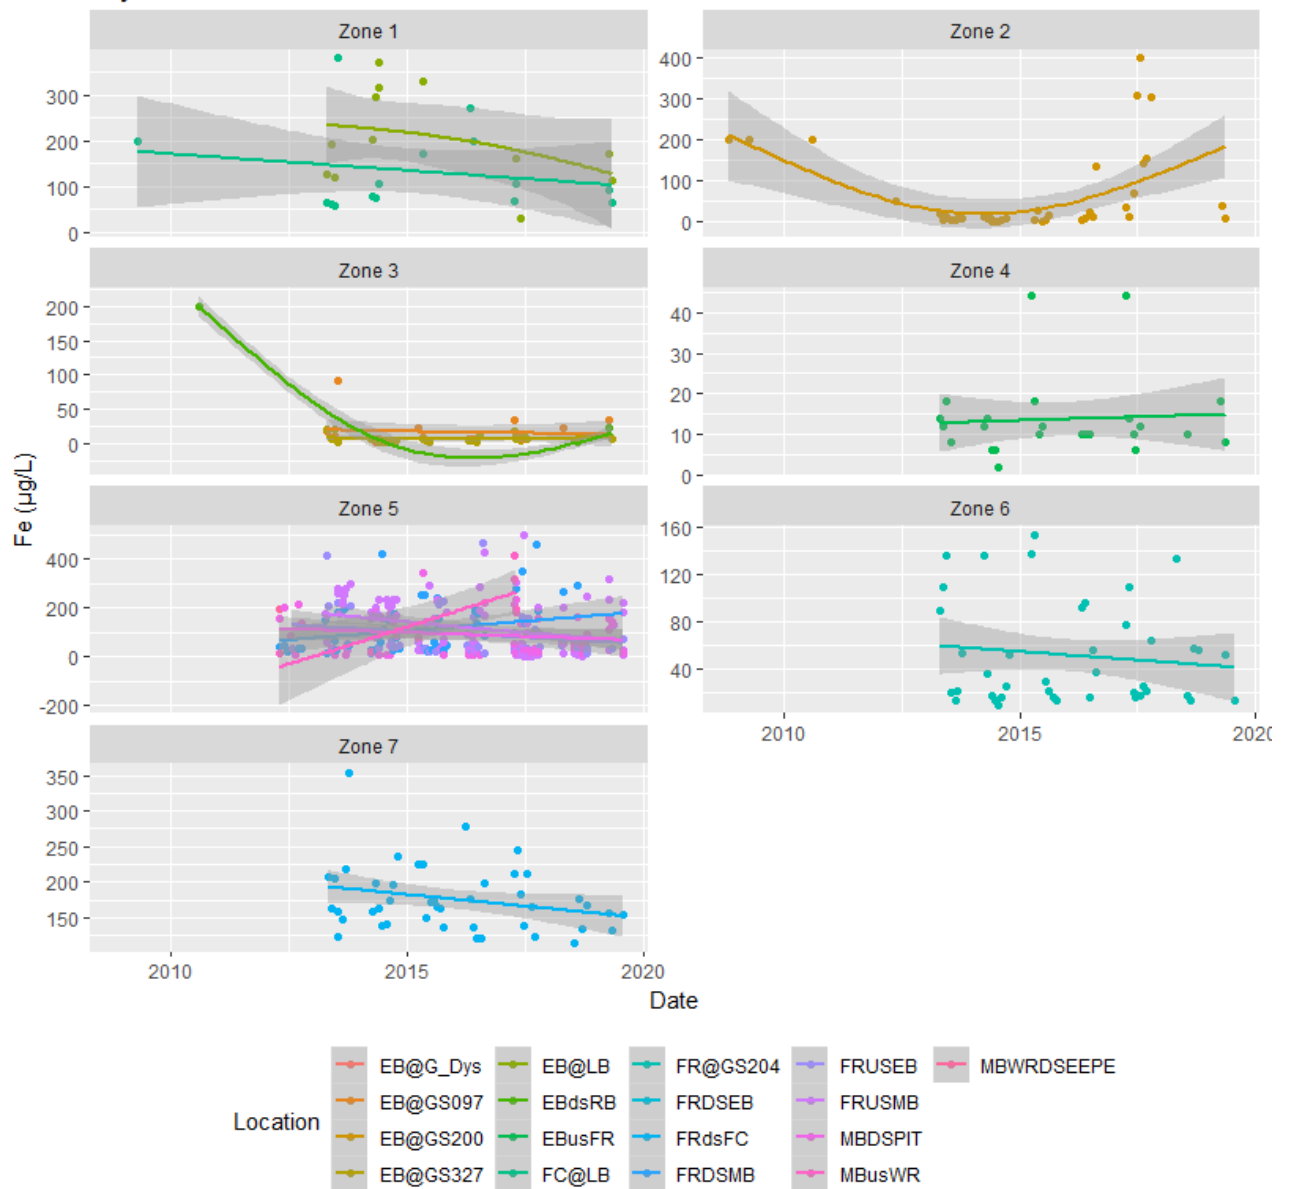 Zone 1
Zone 2
300
200
100
0
400
300
200
100
0
Zone 3
Zone 4
200
150
100
50
0
40
30
20
10
0
Zone 5
Zone 6
400
200
0
-200
160
120
80
40
2010
2015
2020
Zone 7
350
300
250
200
150
2010
2015
2020
Fe (µg/L)
Date
Location
EB@G_Dys
EB@GS097
EB@GS200
EB@GS327
EB@LB
EBdsRB
EBusFR
FC@LB
FR@GS204
FRDSEB
FRdsFC
FRDSMB
FRUSEB
FRUSMB
MBDSPIT
MBusWR
MBWRDSEEPE